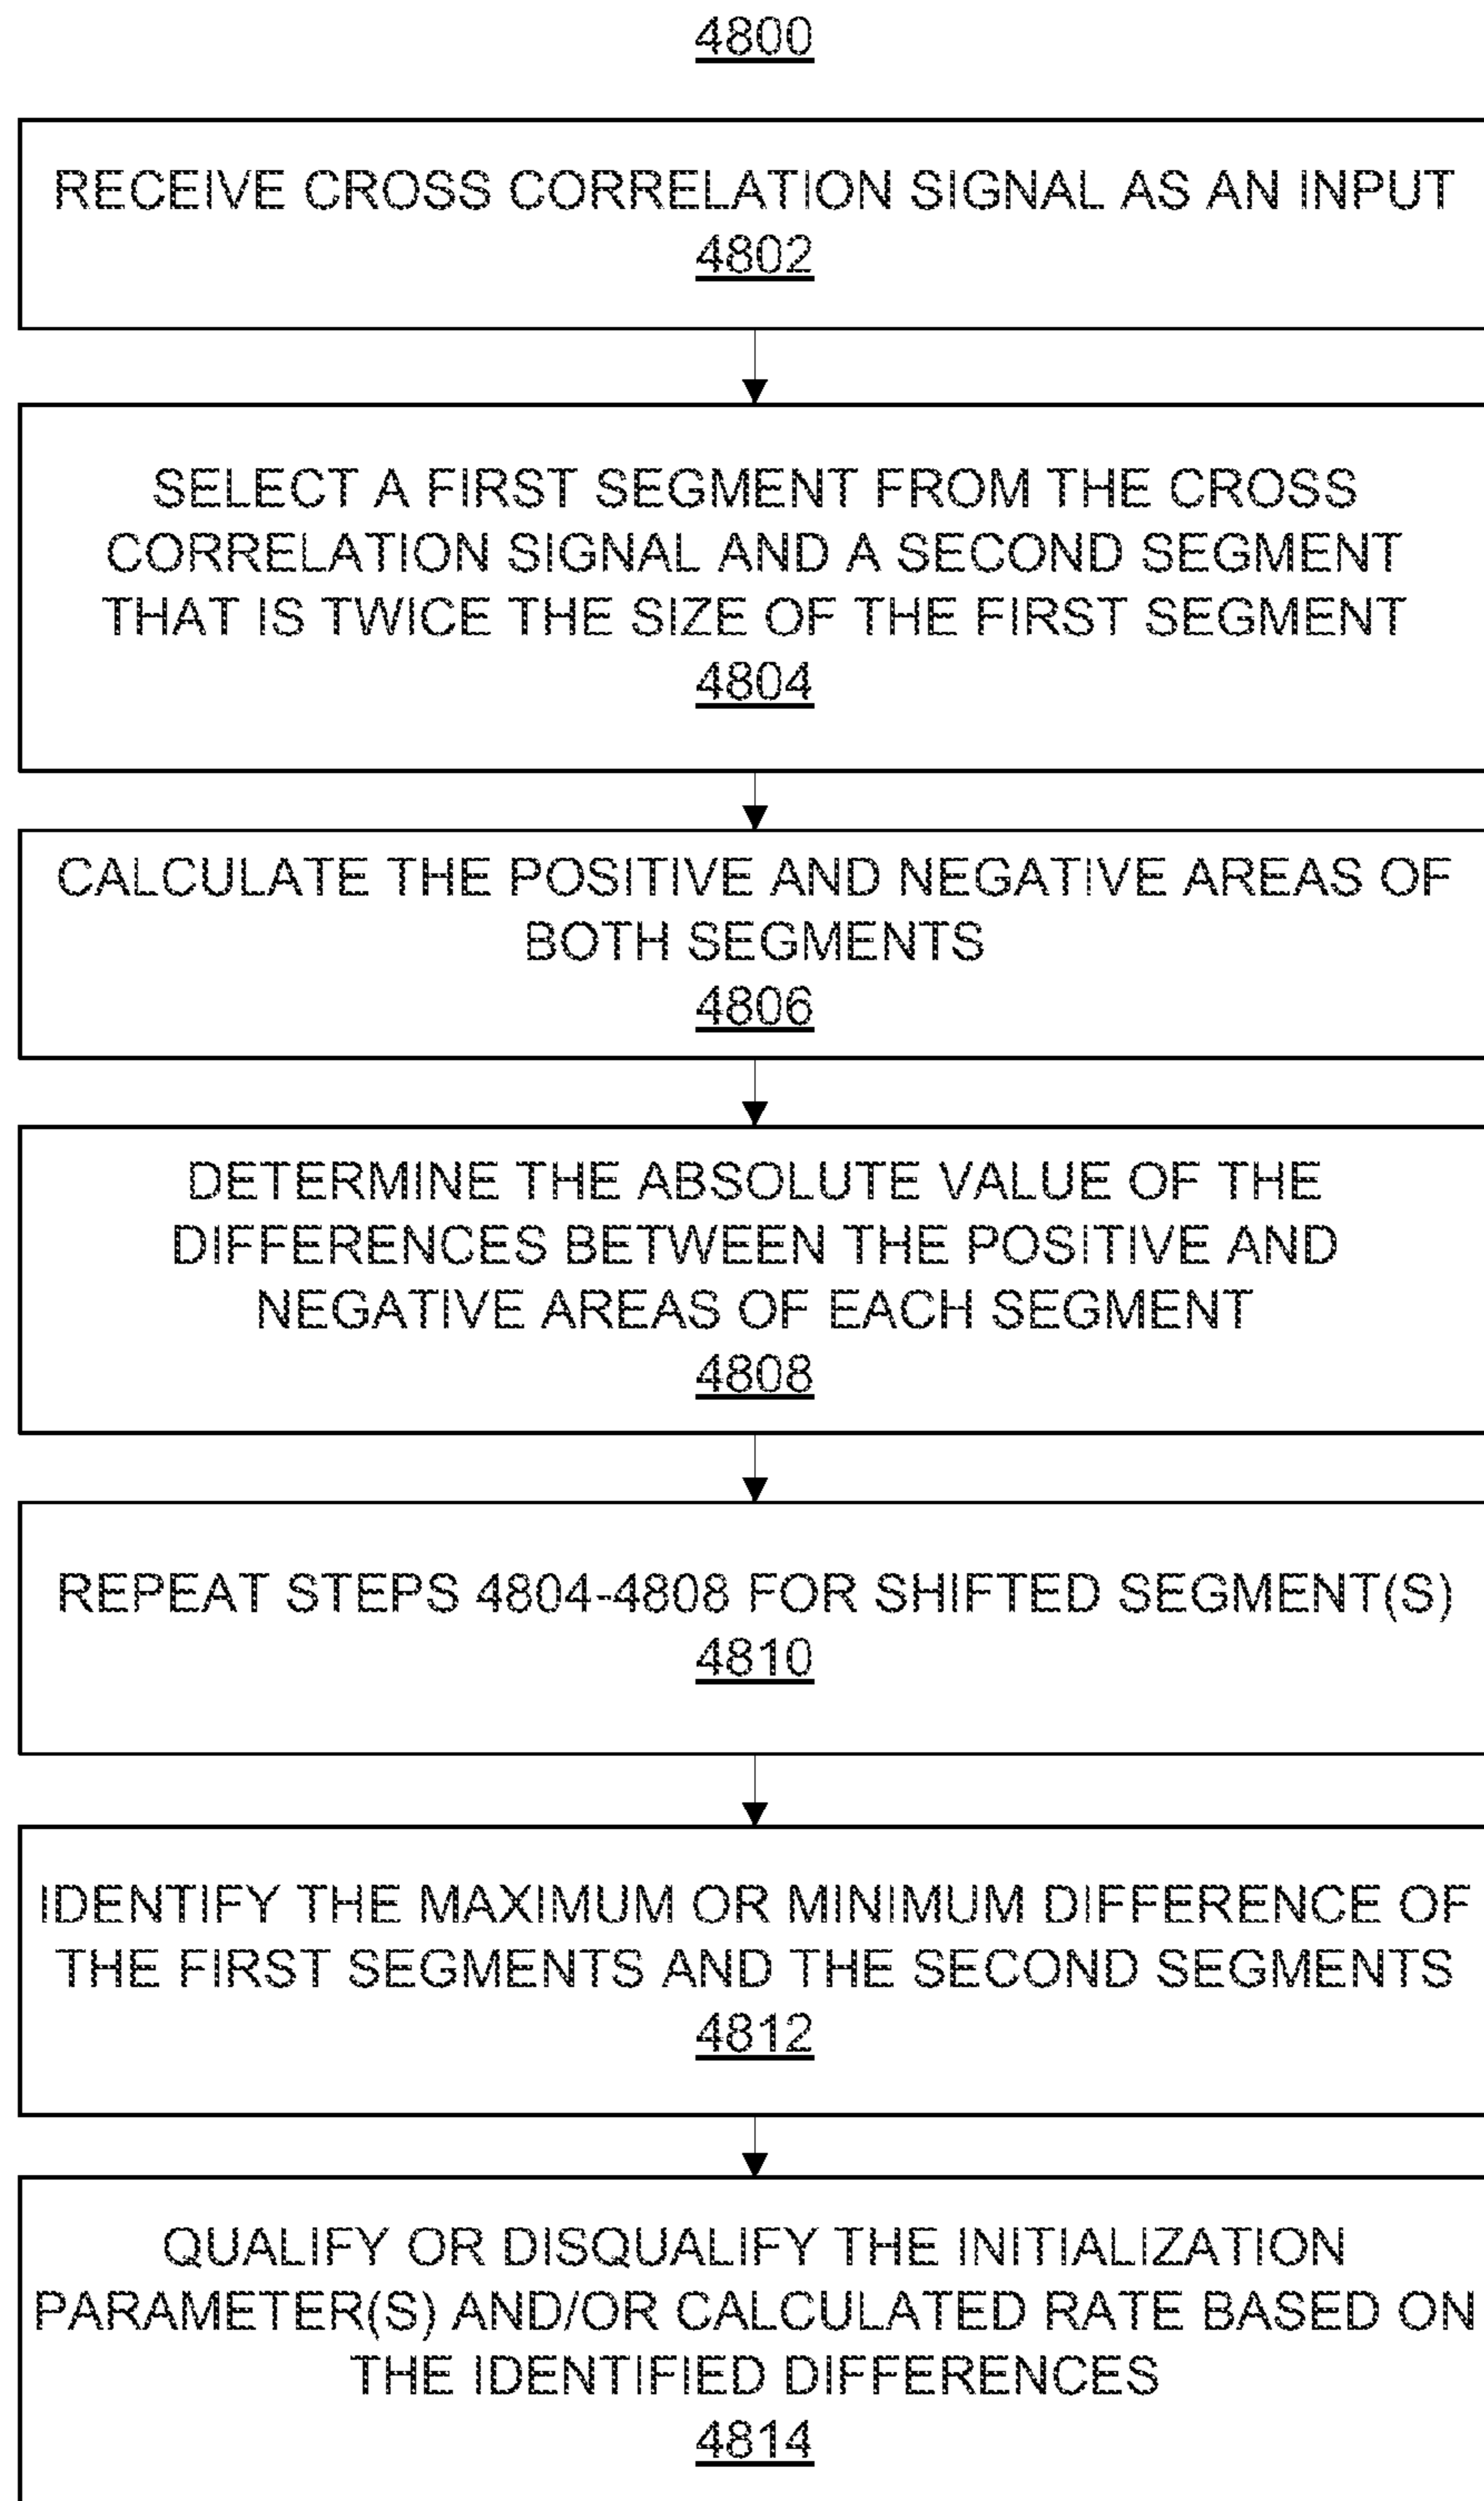 4800
RECEIVE CROSS CORRELATION SIGNAL AS AN INPUT
4802
SELECT A FIRST SEGMENT FROM THE CROSS
CORRELATION SIGNAL AND A SECOND SEGMENT
THAT IS TWICE THE SIZE OF THE FIRST SEGMENT
4804
CALCULATE THE POSITIVE AND NEGATIVE AREAS OF
BOTH SEGMENTS
4806
DETERMINE THE ABSOLUTE VALUE OF THE
DIFFERENCES BETWEEN THE POSITIVE AND
NEGATIVE AREAS OF EACH SEGMENT
4808
REPEAT STEPS 4804-4808 FOR SHIFTED SEGMENT(S)
4810
IDENTIFY THE MAXIMUM OR MINIMUM DIFFERENCE OF
THE FIRST SEGMENTS AND THE SECOND SEGMENTS
4812
QUALIFY OR DISQUALIFY THE INITIALIZATION
PARAMETER(S) AND/OR CALCULATED RATE BASED ON
THE IDENTIFIED DIFFERENCES
4814